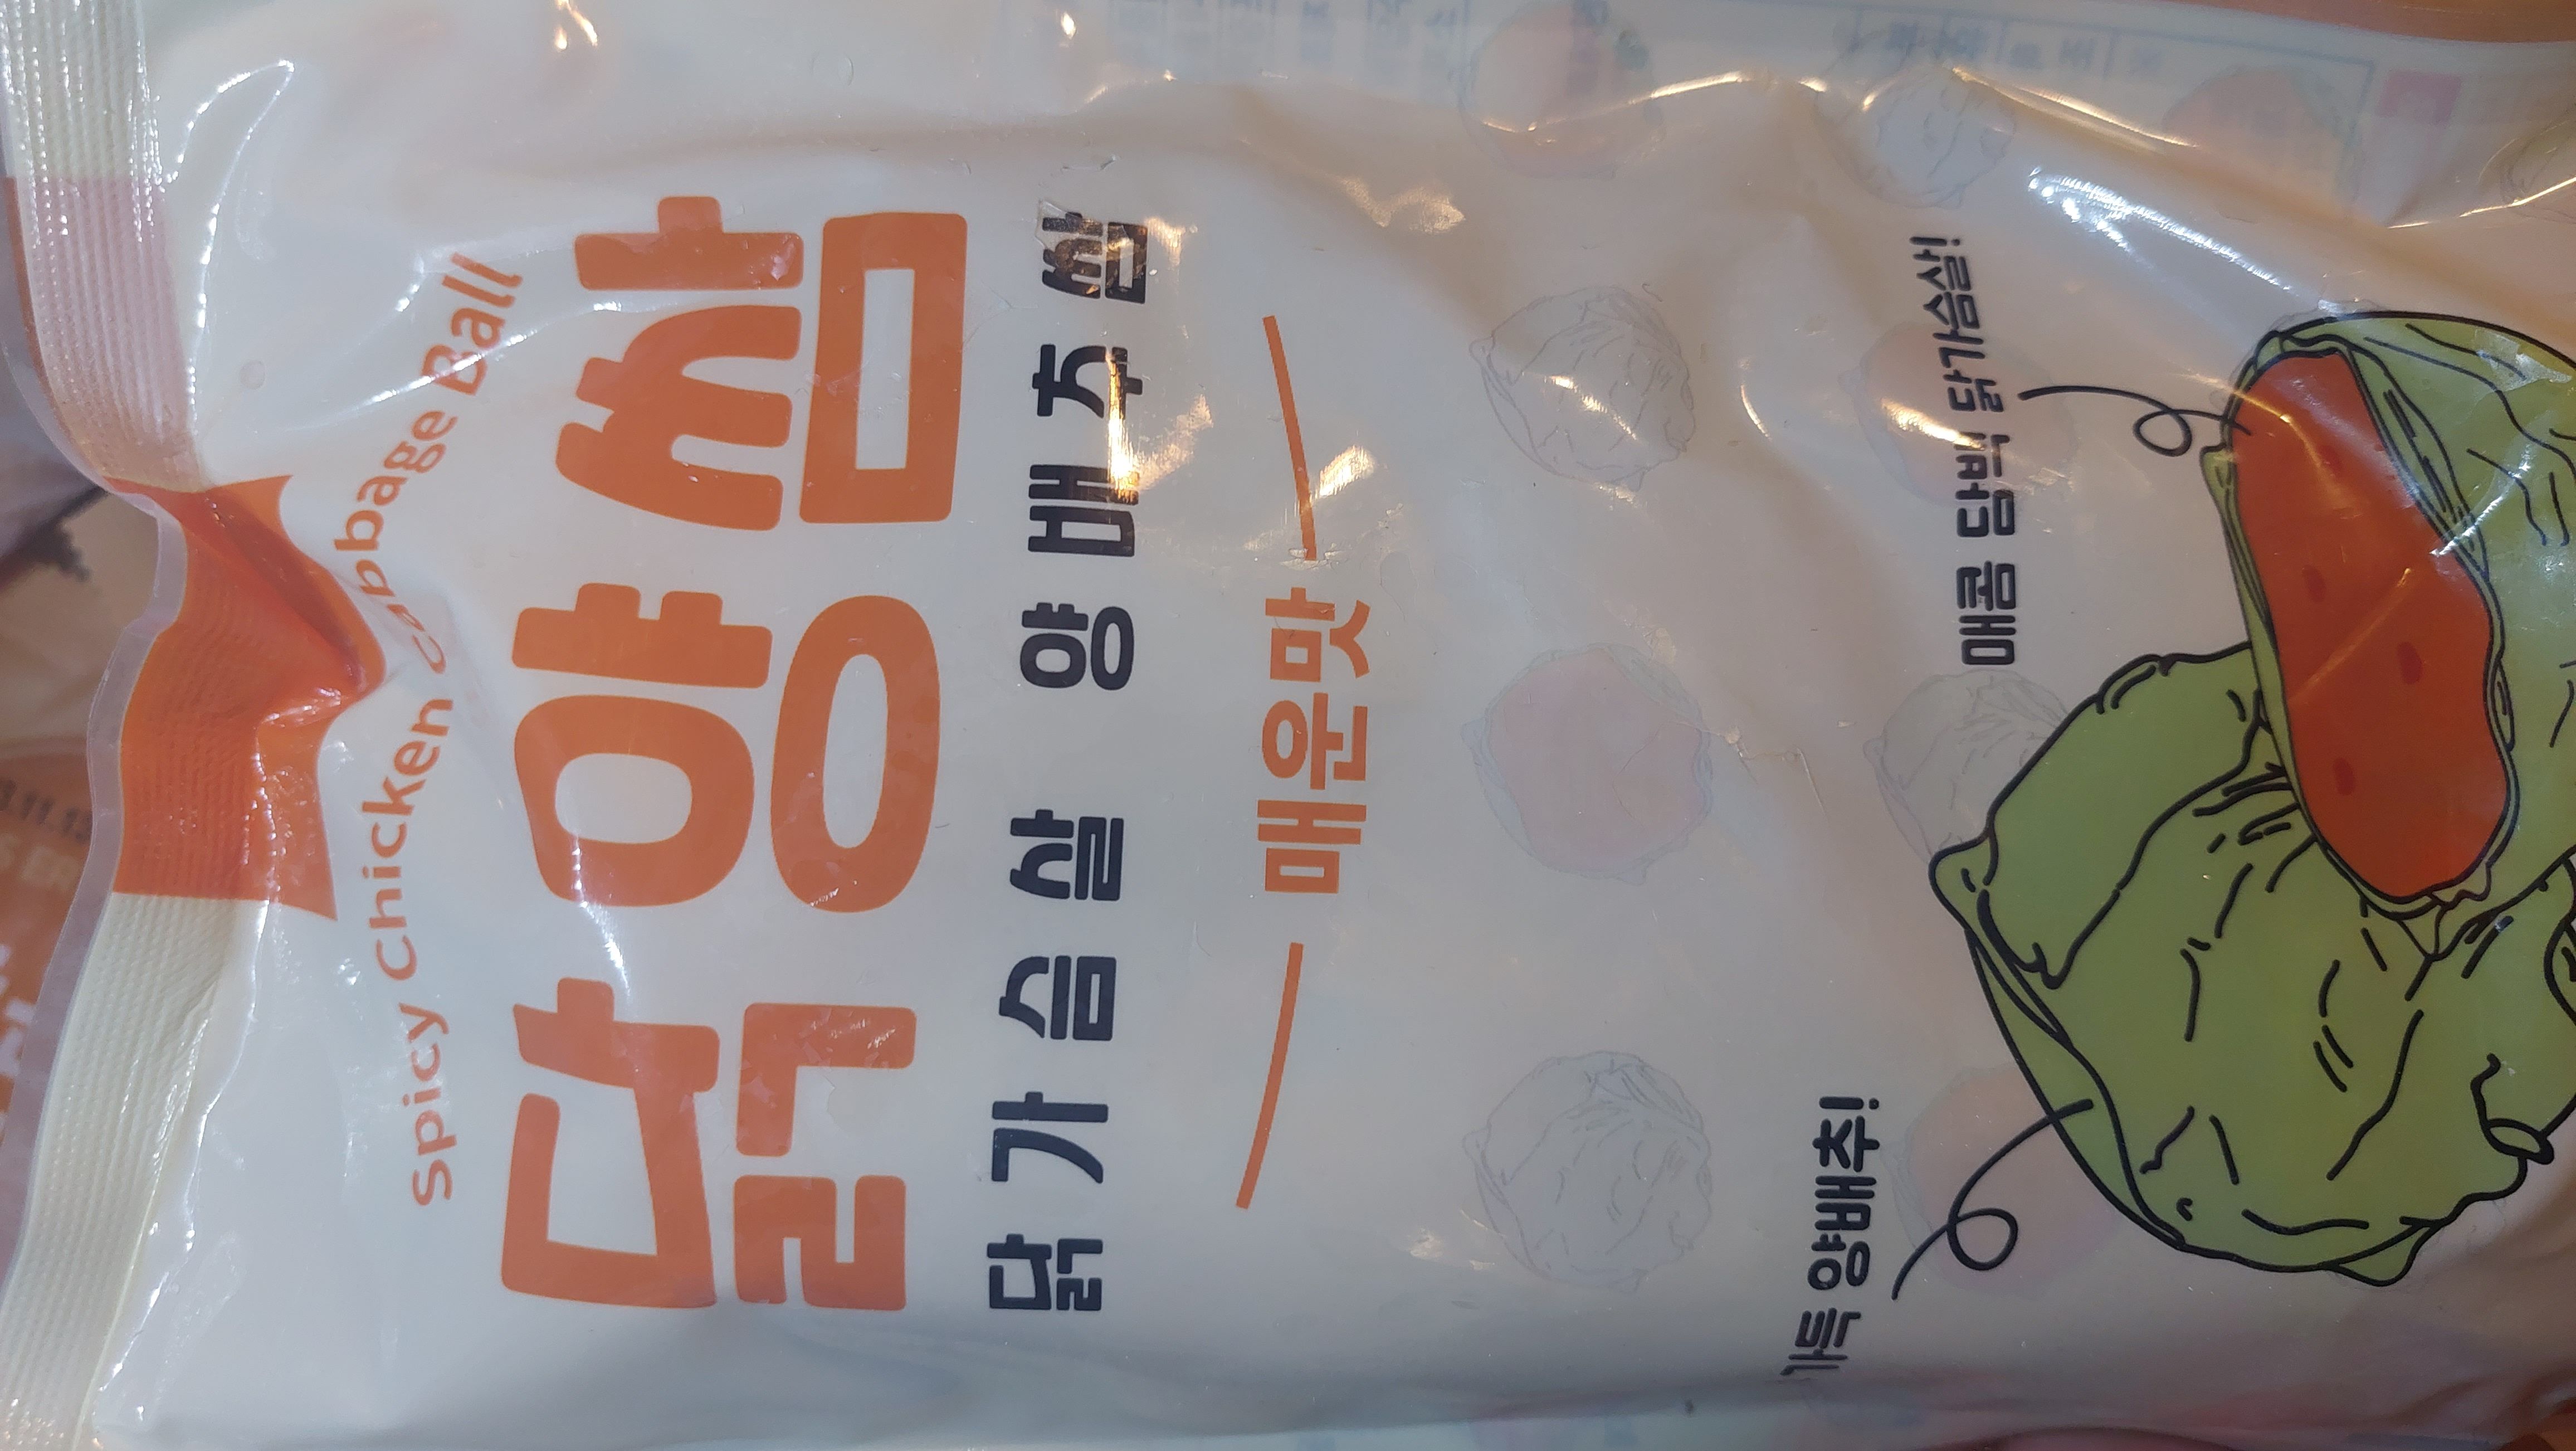 Spicy Chicken Cabbage Ball
닭양쌈
닭가슴살 양배추쌈
매운맛
매콤 담백 닭가슴살!
가득 양배추!